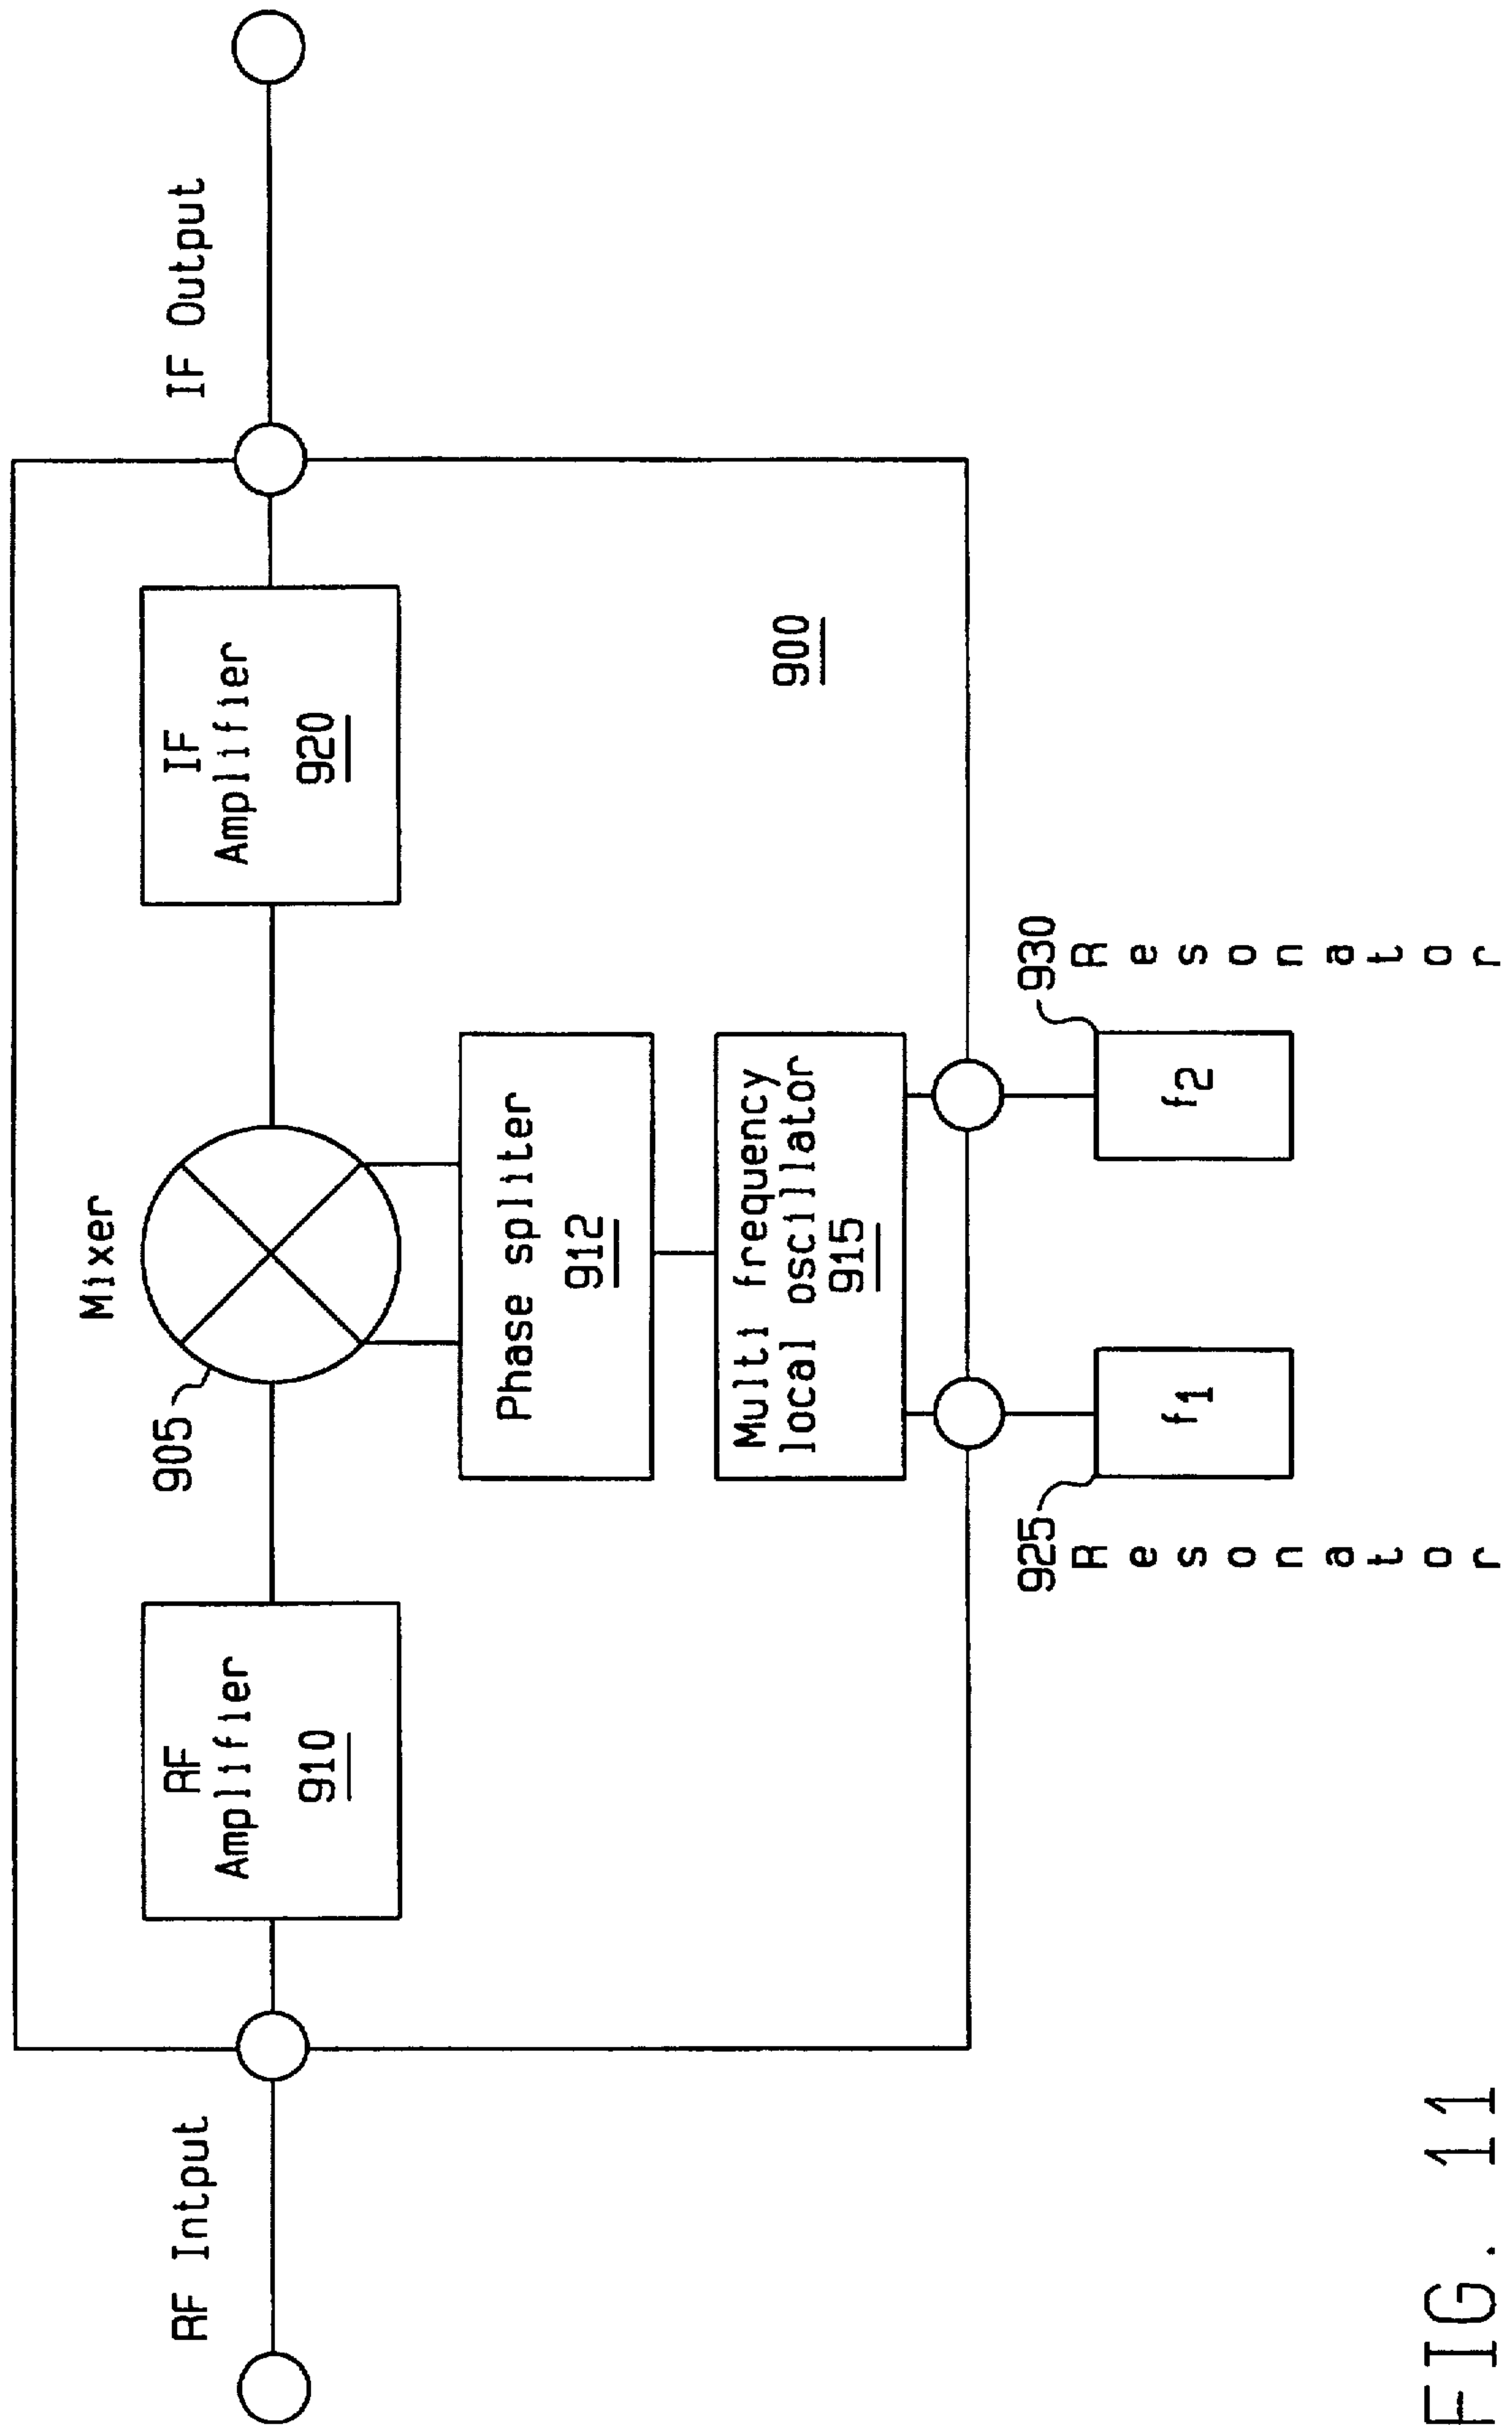 RF Intput
IF Output
Mixer
905
RF
Amplifier
910
IF
Amplifier
920
Phase spliter
912
900
Multi frequency
local oscillator
915
925
Resonator
f1
930
Resonator
f2
FIG. 11